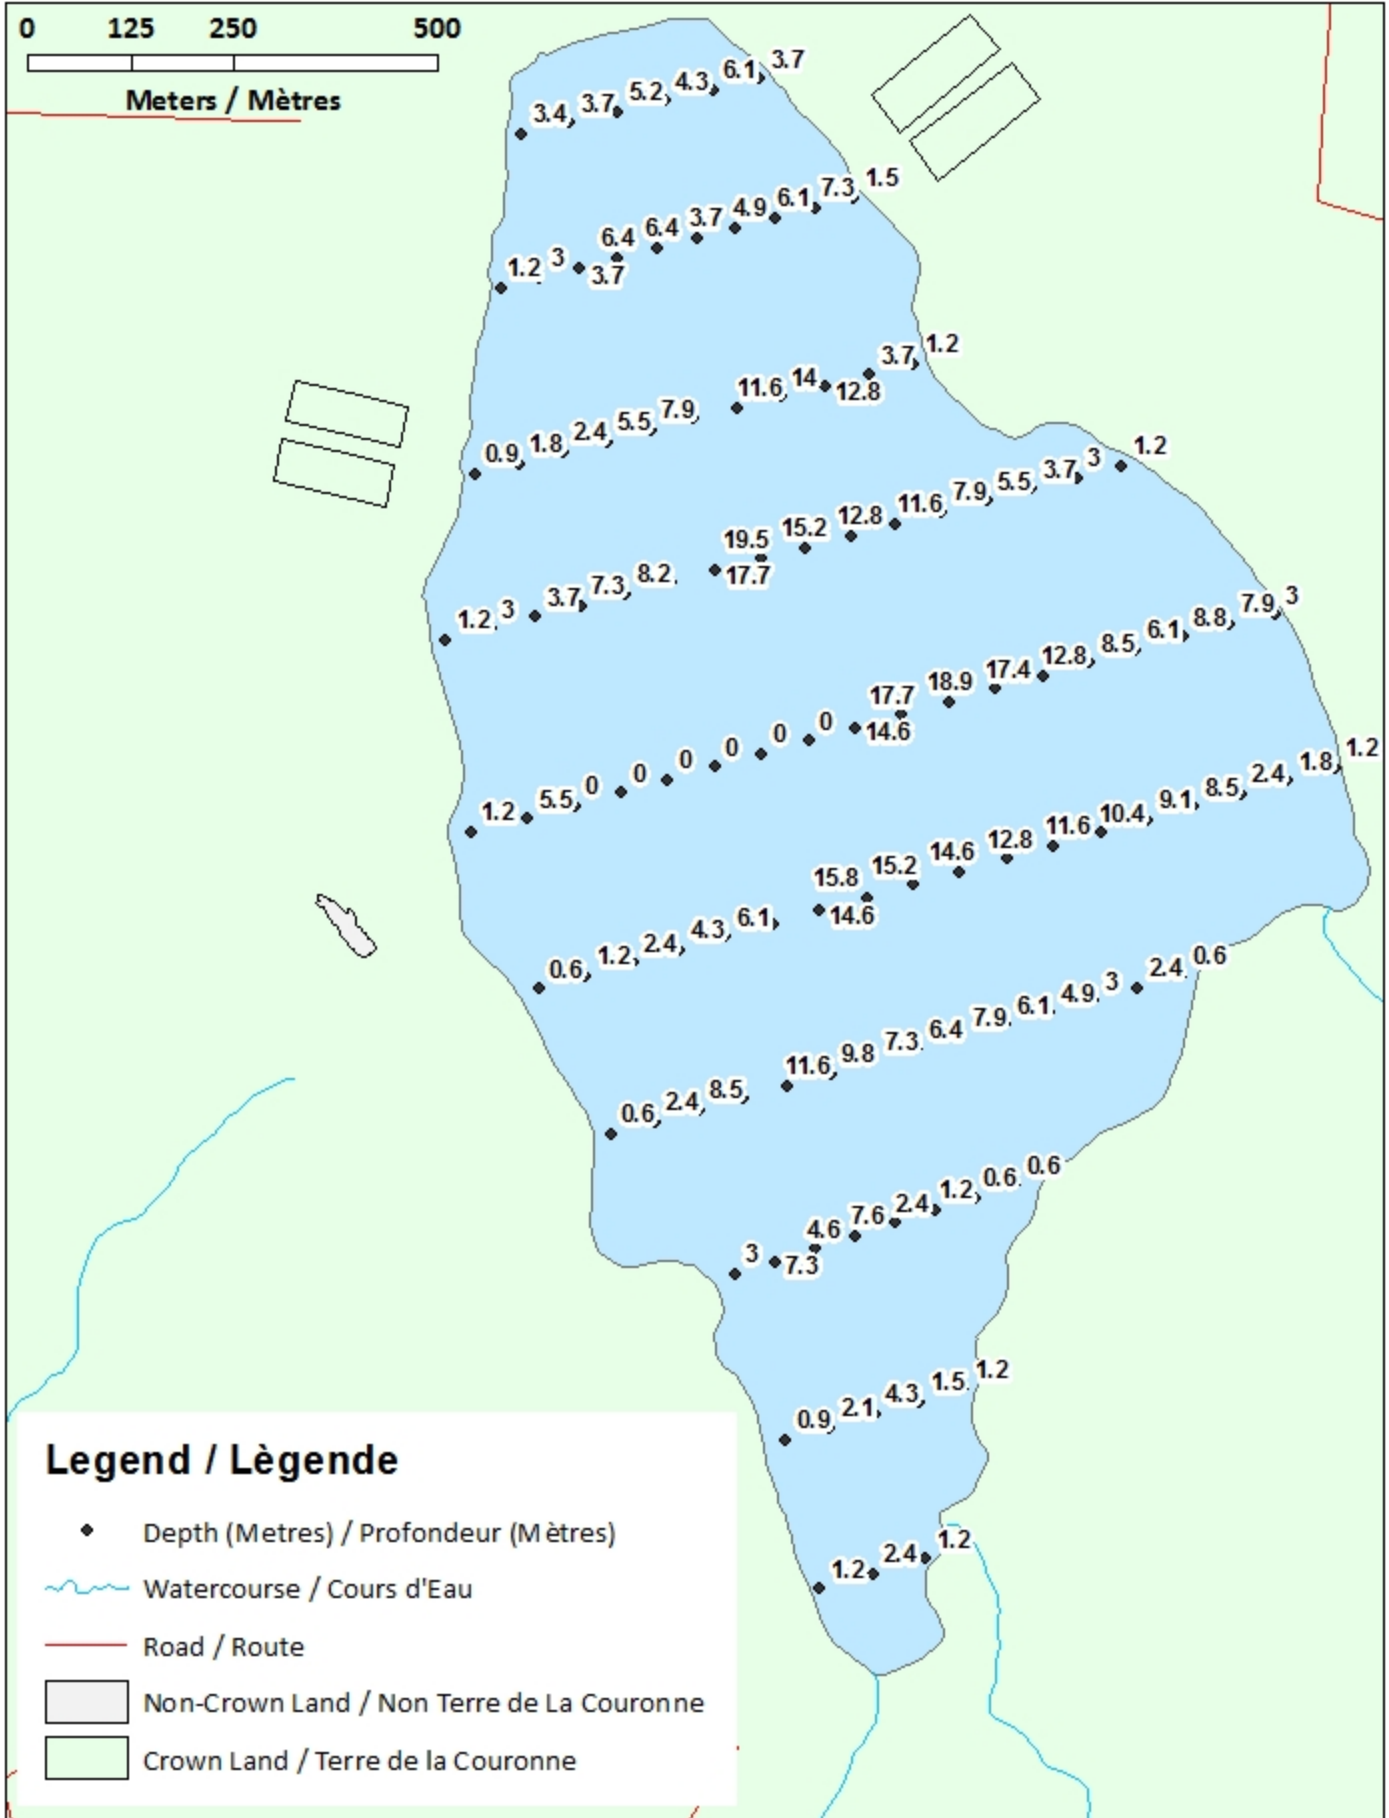 0 125 250 500
Meters / Mètres
3.4 3.7 5.2 4.3 6.1 3.7
1.2 3 3.7 6.4 6.4 3.7 4.9 6.1 7.3 1.5
0.9 1.8 2.4 5.5 7.9 11.6 14 12.8 3.7 1.2
1.2 3 3.7 7.3 8.2 17.7 19.5 15.2 12.8 11.6 7.9 5.5 3.7 3 1.2
1.2 5.5 0 0 0 0 0 0 14.6 17.7 18.9 17.4 12.8 8.5 6.1 8.8 7.9 3
0.6 1.2 2.4 4.3 6.1 14.6 15.8 15.2 14.6 12.8 11.6 10.4 9.1 8.5 2.4 1.8 1.2
0.6 2.4 8.5 11.6 9.8 7.3 6.4 7.9 6.1 4.9 3 2.4 0.6
3 7.3 4.6 7.6 2.4 1.2 0.6 0.6
0.9 2.1 4.3 1.5 1.2
1.2 2.4 1.2
Legend / Lègende
Depth (Metres) / Profondeur (Mètres)
Watercourse / Cours d'Eau
Road / Route
Non-Crown Land / Non Terre de La Couronne
Crown Land / Terre de la Couronne